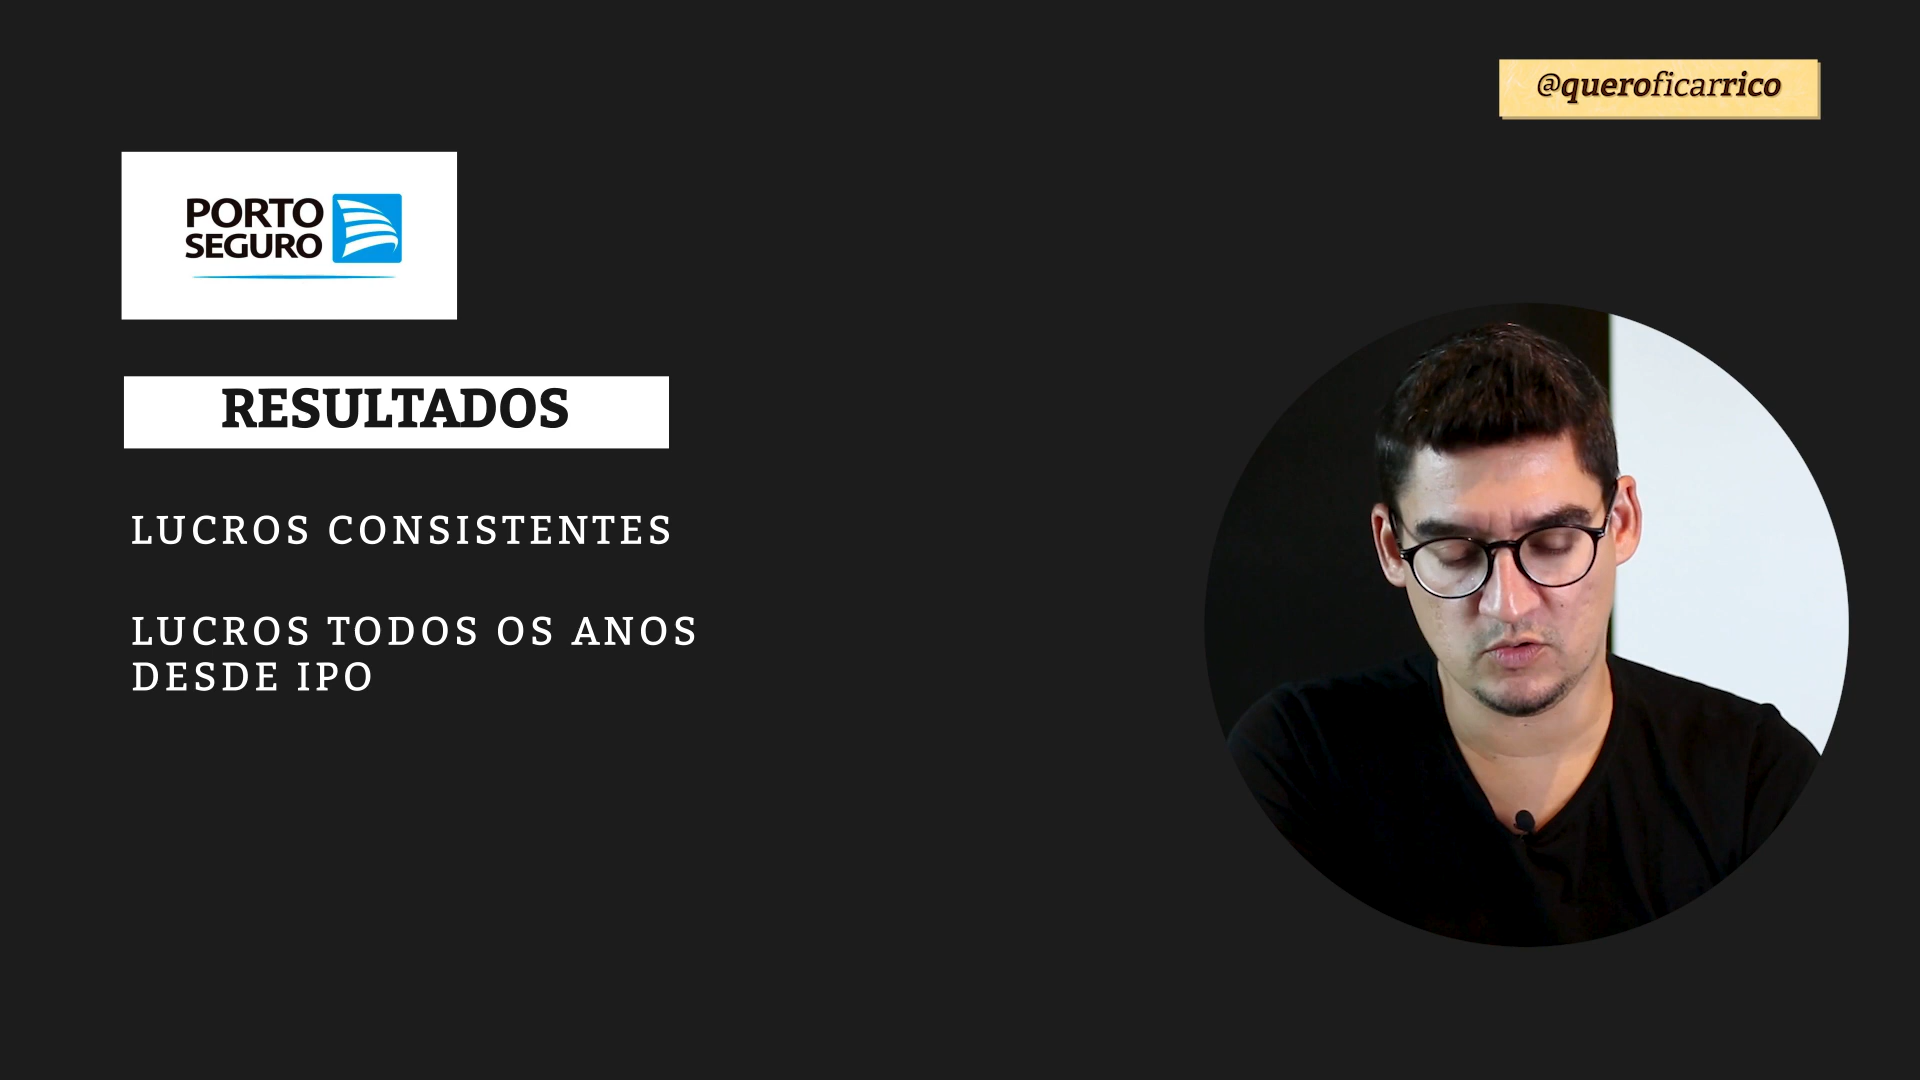 @queroficarrico
PORTO
SEGURO
RESULTADOS
LUCROS CONSISTENTES
LUCROS TODOS OS ANOS
DESDE IPO